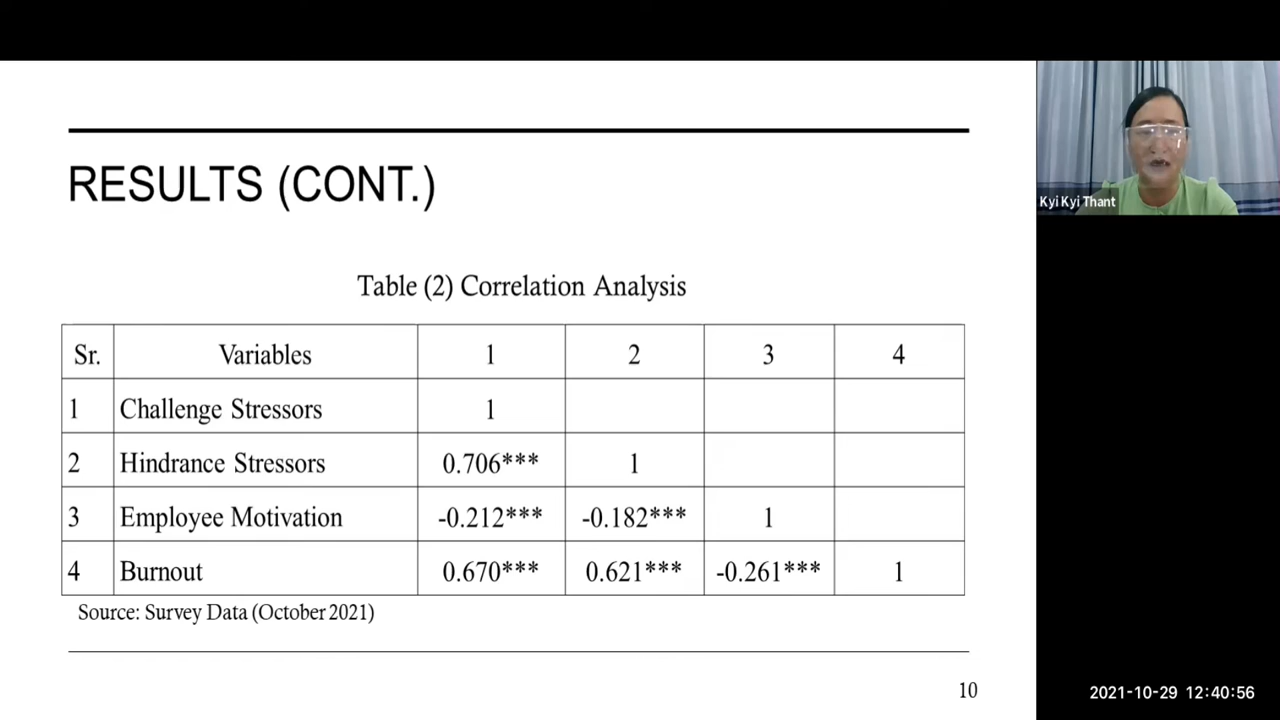 RESULTS (CONT.)
Kyi Kyi Thant
Table (2) Correlation Analysis
Sr. Variables 1 2 3 4
1 Challenge Stressors 1
2 Hindrance Stressors 0.706*** 1
3 Employee Motivation -0.212*** -0.182*** 1
4 Burnout 0.670*** 0.621*** -0.261*** 1
Source: Survey Data (October 2021)
10
2021-10-29 12:40:56